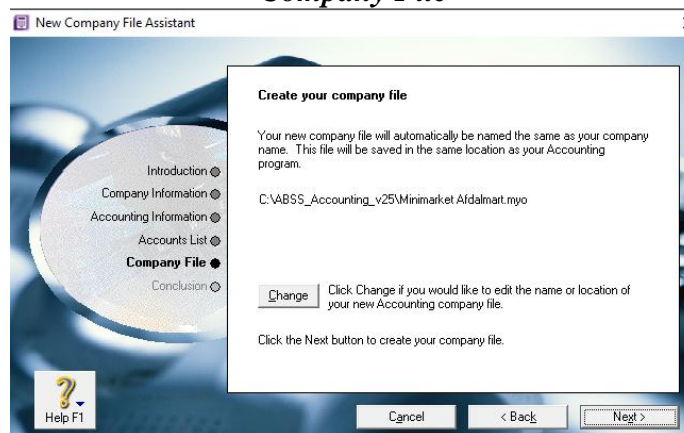 Company File
New Company File Assistant
Create your company file
Your new company file will automatically be named the same as your company
name. This file will be saved in the same location as your Accounting
program.
C:\ABSS_Accounting_v25\Minimarket Afdalmart.myo
Introduction
Company Information
Accounting Information
Accounts List
Company File
Conclusion
Change
Click Change if you would like to edit the name or location of
your new Accounting company file.
Click the Next button to create your company file.
?
Help F1
Cancel
< Back
Next >